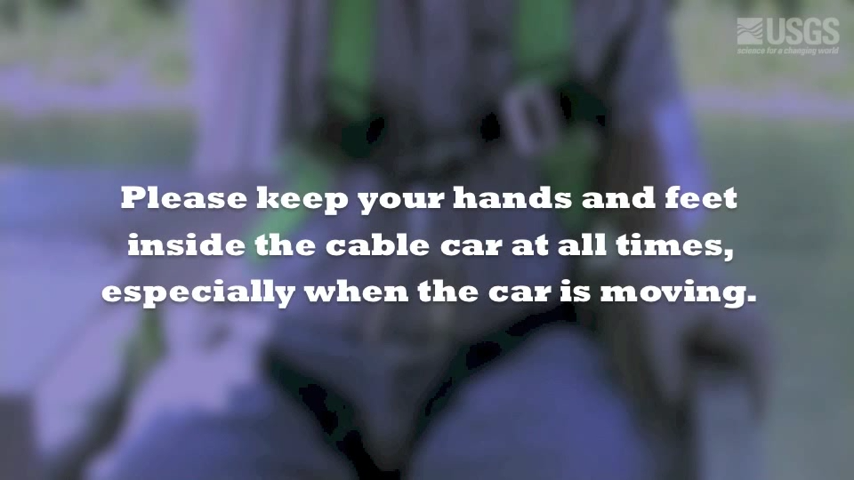 USGS
science for a changing world
Please keep your hands and feet
inside the cable car at all times,
especially when the car is moving.